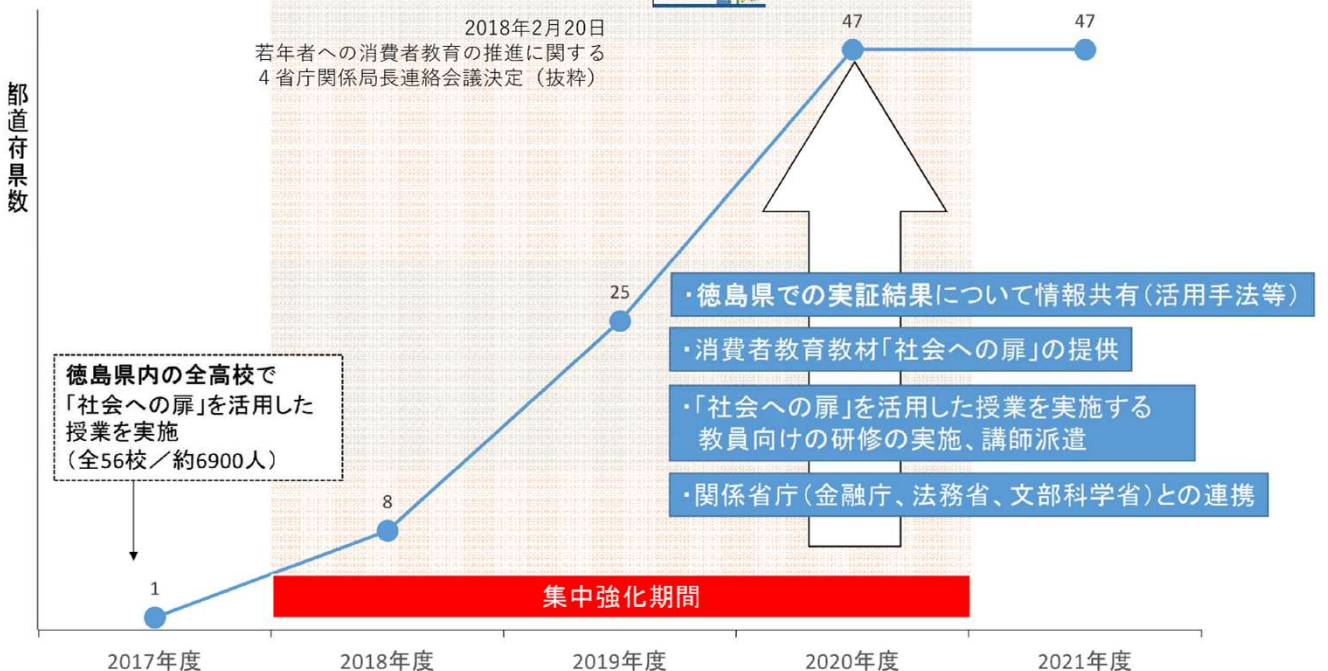 2018年2月20日
若年者への消費者教育の推進に関する
4省庁関係局長連絡会議決定（抜粋）
都道府県数
47
47
25
8
1
・徳島県での実証結果について情報共有（活用手法等）
・消費者教育教材「社会への扉」の提供
・「社会への扉」を活用した授業を実施する
教員向けの研修の実施、講師派遣
・関係省庁（金融庁、法務省、文部科学省）との連携
徳島県内の全高校で
「社会への扉」を活用した
授業を実施
（全56校／約6900人）
集中強化期間
2017年度
2018年度
2019年度
2020年度
2021年度